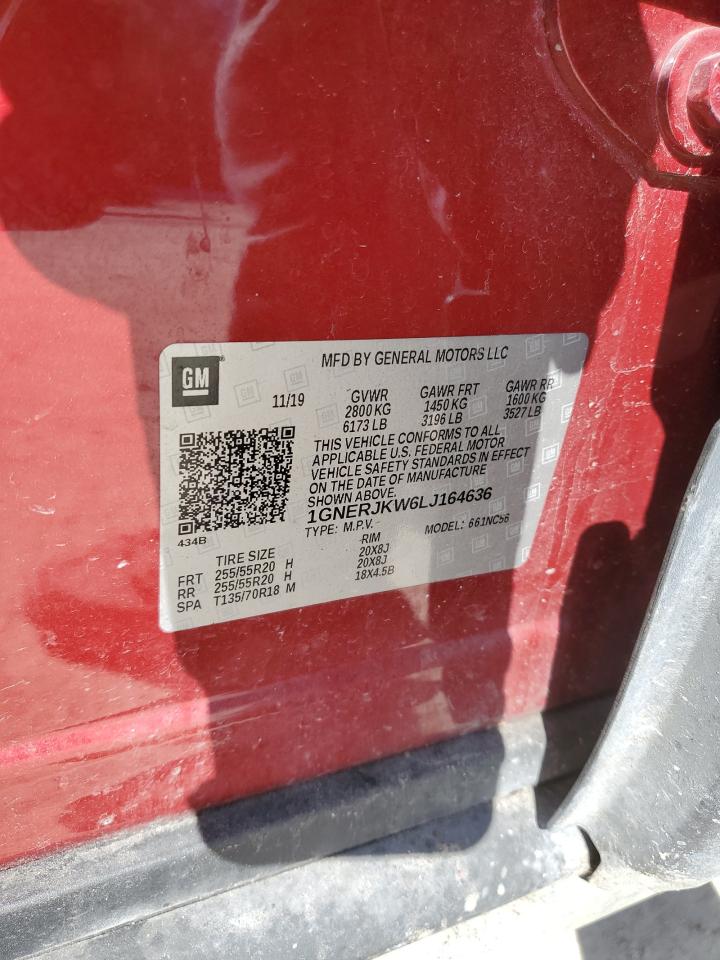 GM
MFD BY GENERAL MOTORS LLC
11/19
GVWR GAWR FRT GAWR RR
2800 KG 1450 KG 1600 KG
6173 LB 3196 LB 3527 LB
THIS VEHICLE CONFORMS TO ALL
APPLICABLE U.S. FEDERAL MOTOR
VEHICLE SAFETY STANDARDS IN EFFECT
ON THE DATE OF MANUFACTURE
SHOWN ABOVE.
1GNERJKW6LJ164636
TYPE: M.P.V. MODEL: 661NC56
434B
TIRE SIZE RIM
FRT 255/55R20 H 20X8J
RR 255/55R20 H 20X8J
SPA T135/70R18 M 18X4.5B